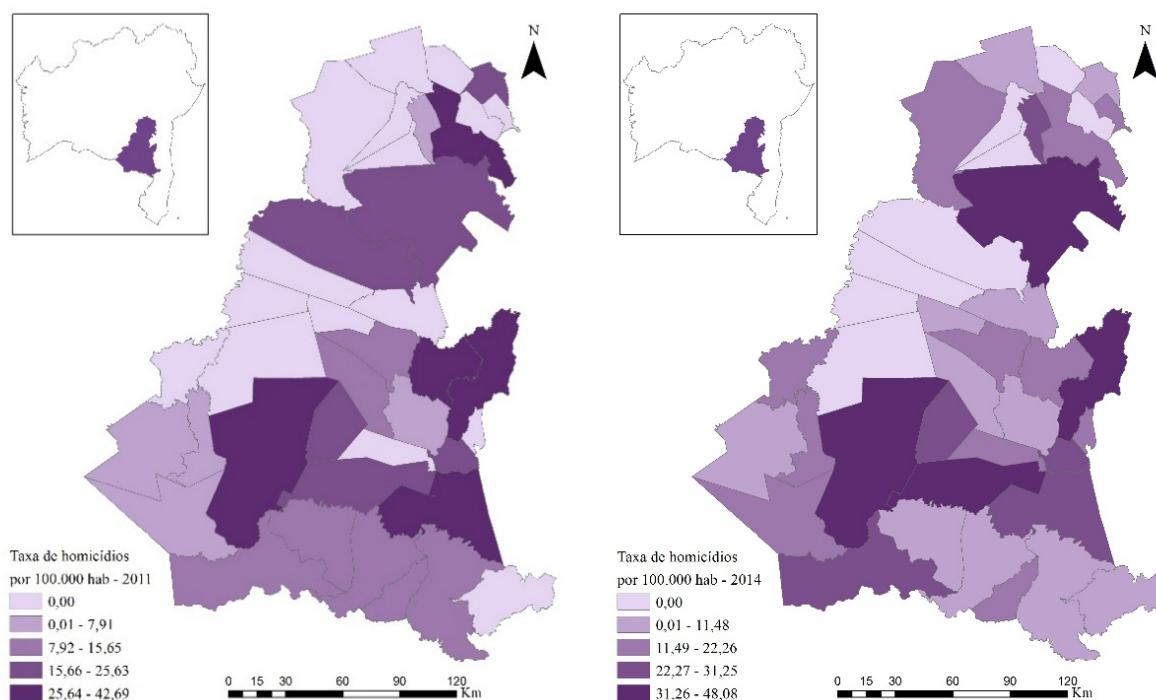 N
Taxa de homicídios
por 100.000 hab - 2011
0,00
0,01 - 7,91
7,92 - 15,65
15,66 - 25,63
25,64 - 42,69
0 15 30 60 90 120
Km
N
Taxa de homicídios
por 100.000 hab - 2014
0,00
0,01 - 11,48
11,49 - 22,26
22,27 - 31,25
31,26 - 48,08
0 15 30 60 90 120
Km